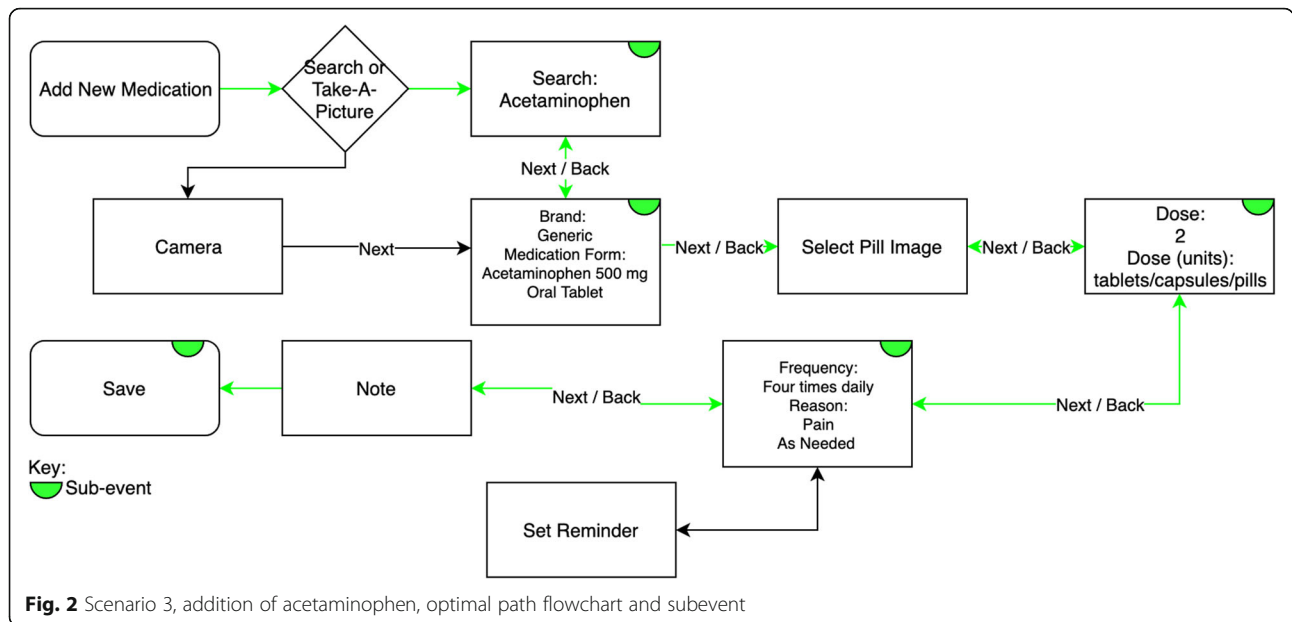 Add New Medication
Search or
Take-A-
Picture
Search:
Acetaminophen
Next / Back
Camera
Next
Brand:
Generic
Medication Form:
Acetaminophen 500 mg
Oral Tablet
Next / Back
Select Pill Image
Next / Back
Dose:
2
Dose (units):
tablets/capsules/pills
Save
Note
Next / Back
Frequency:
Four times daily
Reason:
Pain
As Needed
Next / Back
Key:
Sub-event
Set Reminder
Fig. 2 Scenario 3, addition of acetaminophen, optimal path flowchart and subevent